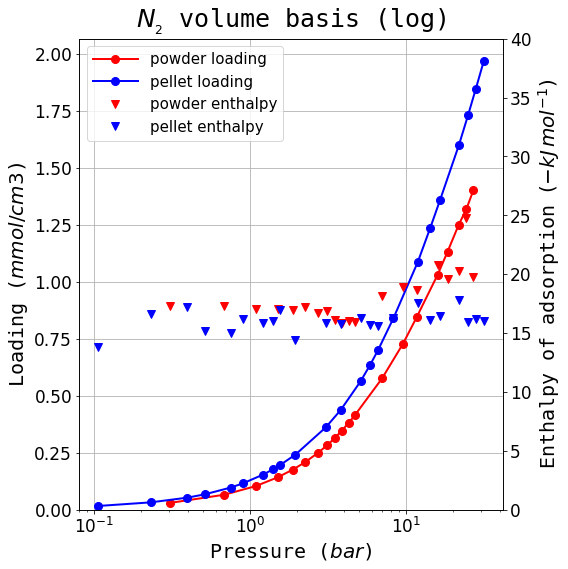 N₂ volume basis (log)
powder loading
pellet loading
powder enthalpy
pellet enthalpy
Loading (mmol/cm3)
2.00
1.75
1.50
1.25
1.00
0.75
0.50
0.25
0.00
40
35
30
25
20
15
10
5
0
Enthalpy of adsorption (−kJmol⁻¹)
10⁻¹ 10⁰ 10¹
Pressure (bar)